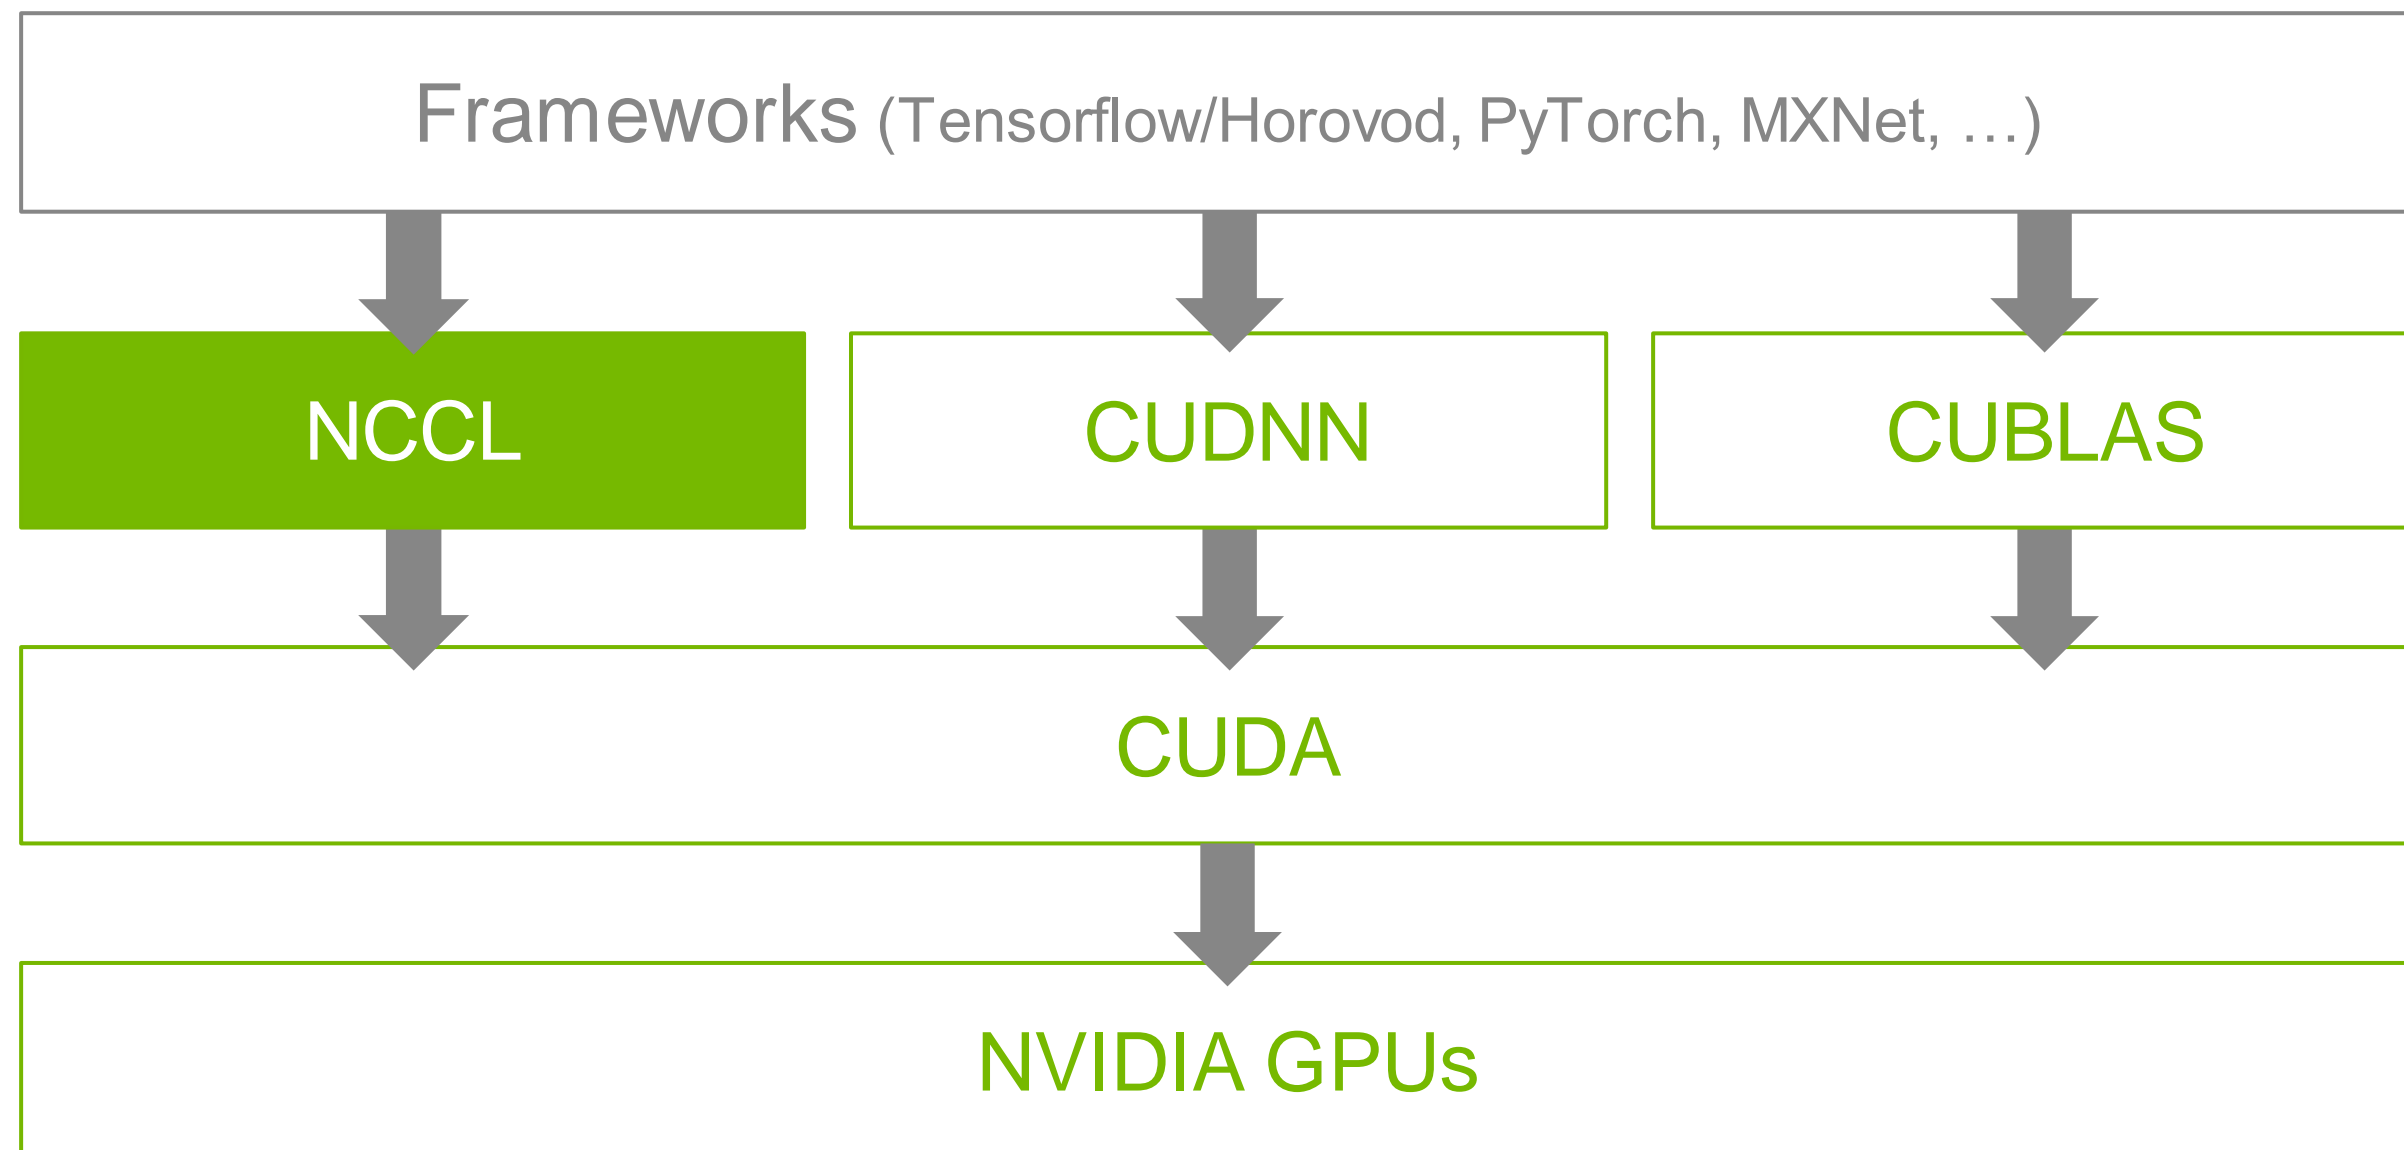 Frameworks (Tensorflow/Horovod, PyTorch, MXNet, …)
NCCL
CUDNN
CUBLAS
CUDA
NVIDIA GPUs